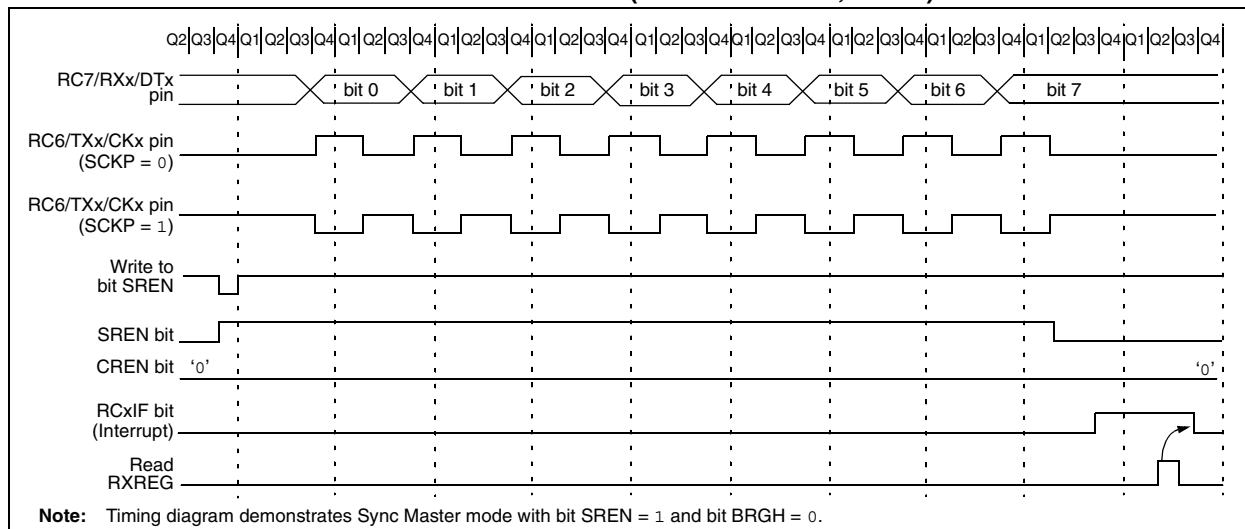 Q2 Q3 Q4 Q1 Q2 Q3 Q4 Q1 Q2 Q3 Q4 Q1 Q2 Q3 Q4 Q1 Q2 Q3 Q4 Q1 Q2 Q3 Q4 Q1 Q2 Q3 Q4 Q1 Q2 Q3 Q4 Q1 Q2 Q3 Q4 Q1 Q2 Q3 Q4 Q1 Q2 Q3 Q4
RC7/RXx/DTx
pin
bit 0 bit 1 bit 2 bit 3 bit 4 bit 5 bit 6 bit 7
RC6/TXx/CKx pin
(SCKP = 0)
RC6/TXx/CKx pin
(SCKP = 1)
Write to
bit SREN
SREN bit
CREN bit ‘0’ ‘0’
RCxIF bit
(Interrupt)
Read
RXREG
Note: Timing diagram demonstrates Sync Master mode with bit SREN = 1 and bit BRGH = 0.